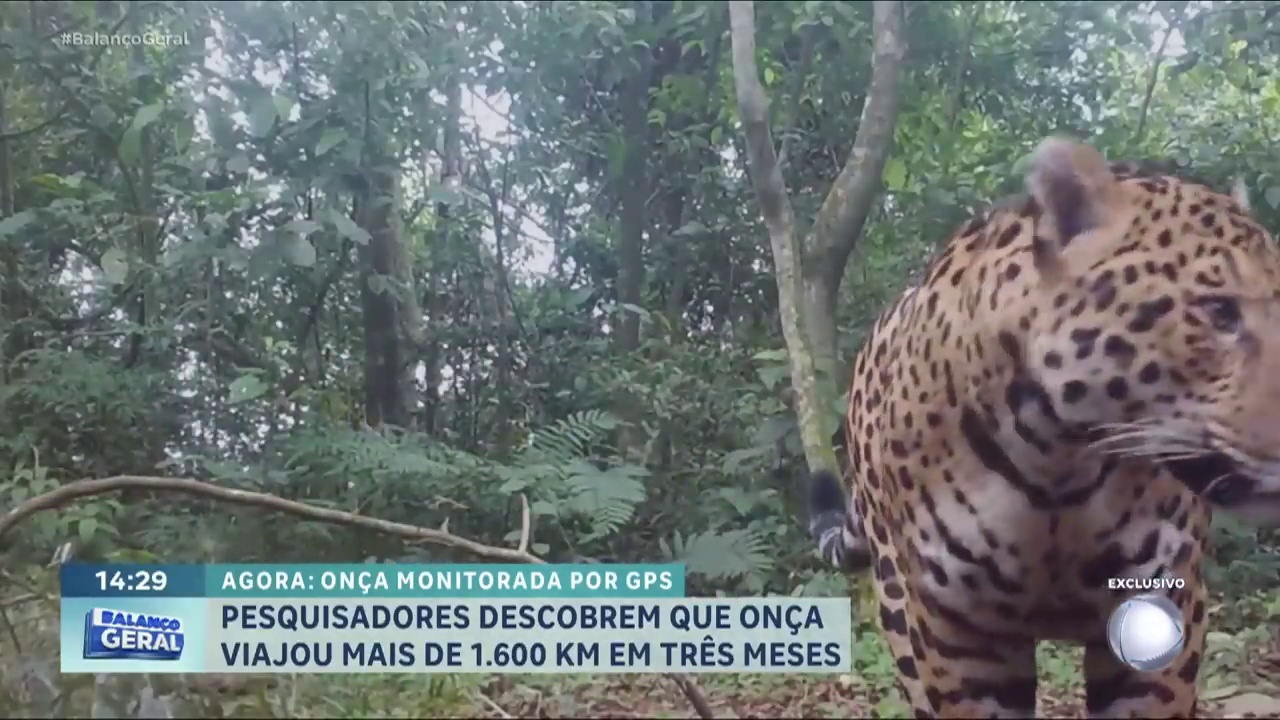 #BalançoGeral
14:29
AGORA: ONÇA MONITORADA POR GPS
BALANÇO
GERAL
PESQUISADORES DESCOBREM QUE ONÇA
VIAJOU MAIS DE 1.600 KM EM TRÊS MESES
EXCLUSIVO